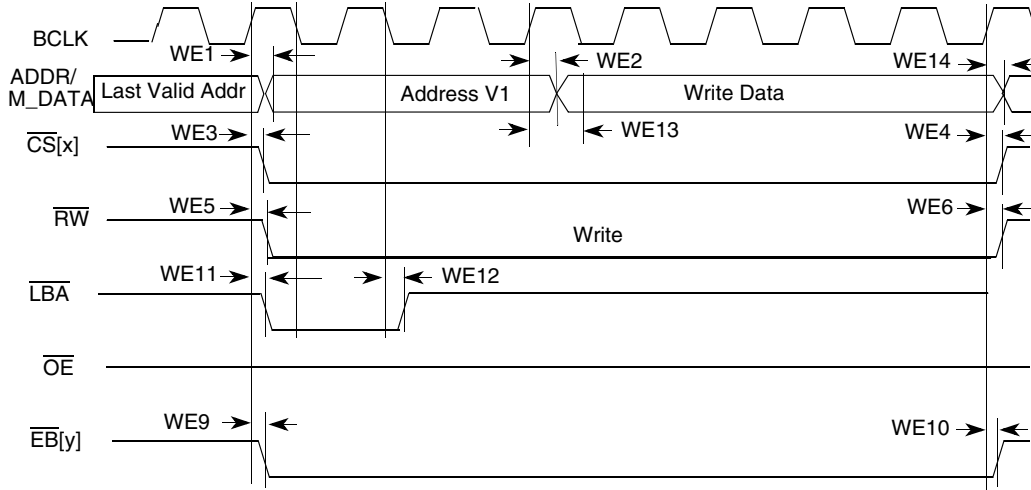 BCLK
WE1
WE2
WE14
ADDR/
M_DATA
Last Valid Addr
Address V1
Write Data
WE3
WE13
WE4
CS[x]
WE5
WE6
RW
Write
WE11
WE12
LBA
OE
WE9
WE10
EB[y]